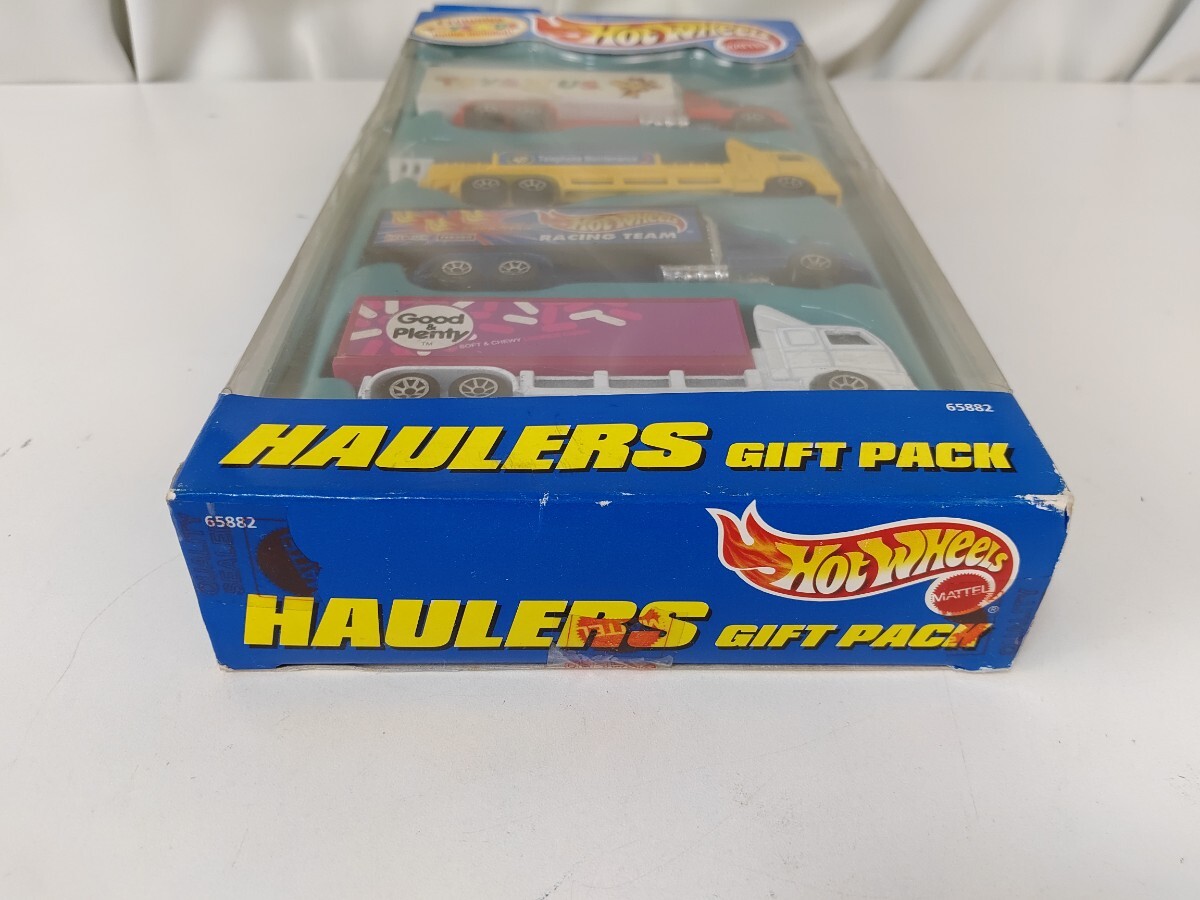 HOT WHEELS
MATTEL
US
HOT WHEELS
RACING TEAM
Good
& Plenty
TM
SOFT & CHEWY
65882
HAULERS GIFT PACK
65882
HOT WHEELS
MATTEL
®
HAULERS GIFT PACK